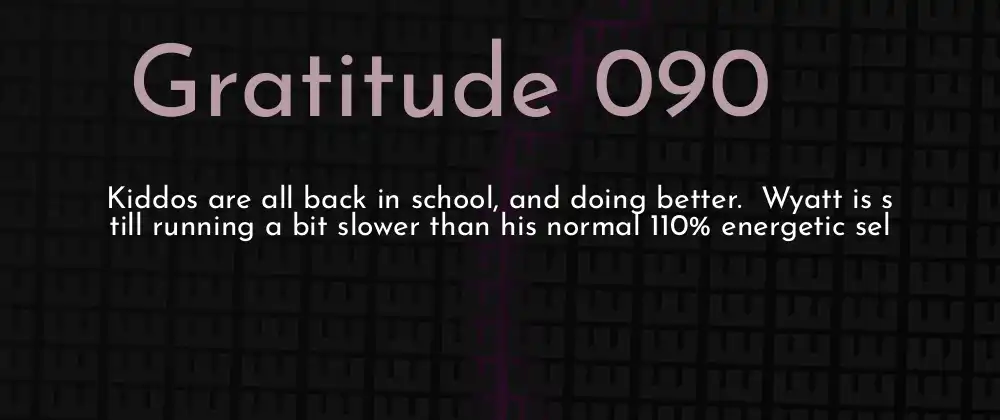 Gratitude 090
Kiddos are all back in school, and doing better.  Wyatt is s
till running a bit slower than his normal 110% energetic sel